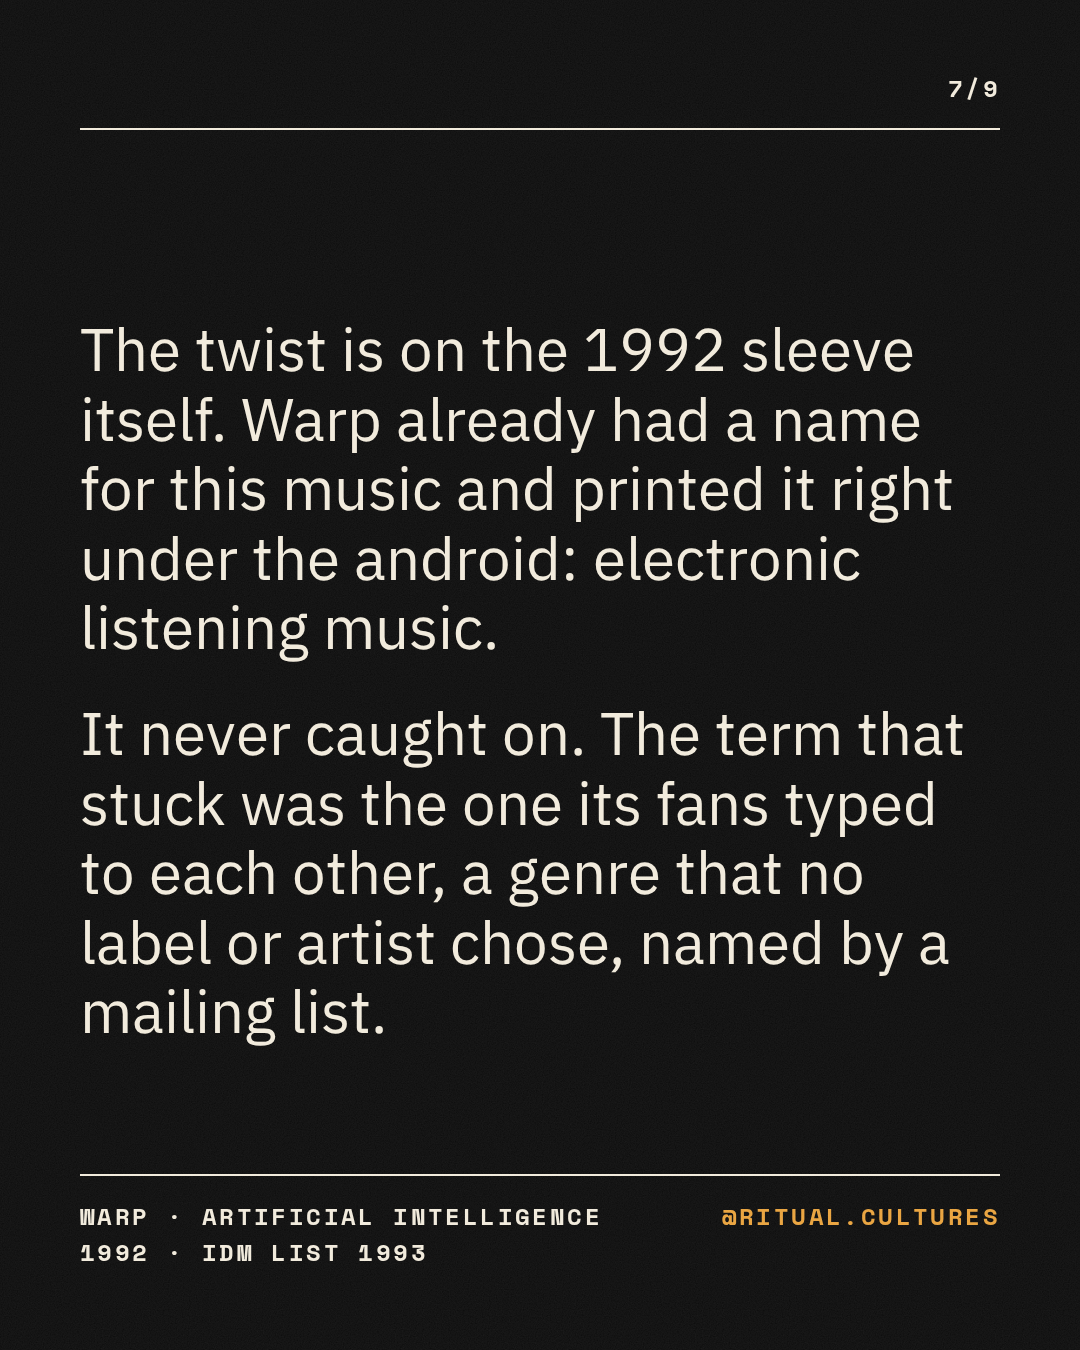 7/9
The twist is on the 1992 sleeve
itself. Warp already had a name
for this music and printed it right
under the android: electronic
listening music.
It never caught on. The term that
stuck was the one its fans typed
to each other, a genre that no
label or artist chose, named by a
mailing list.
WARP · ARTIFICIAL INTELLIGENCE
1992 · IDM LIST 1993
@RITUAL.CULTURES